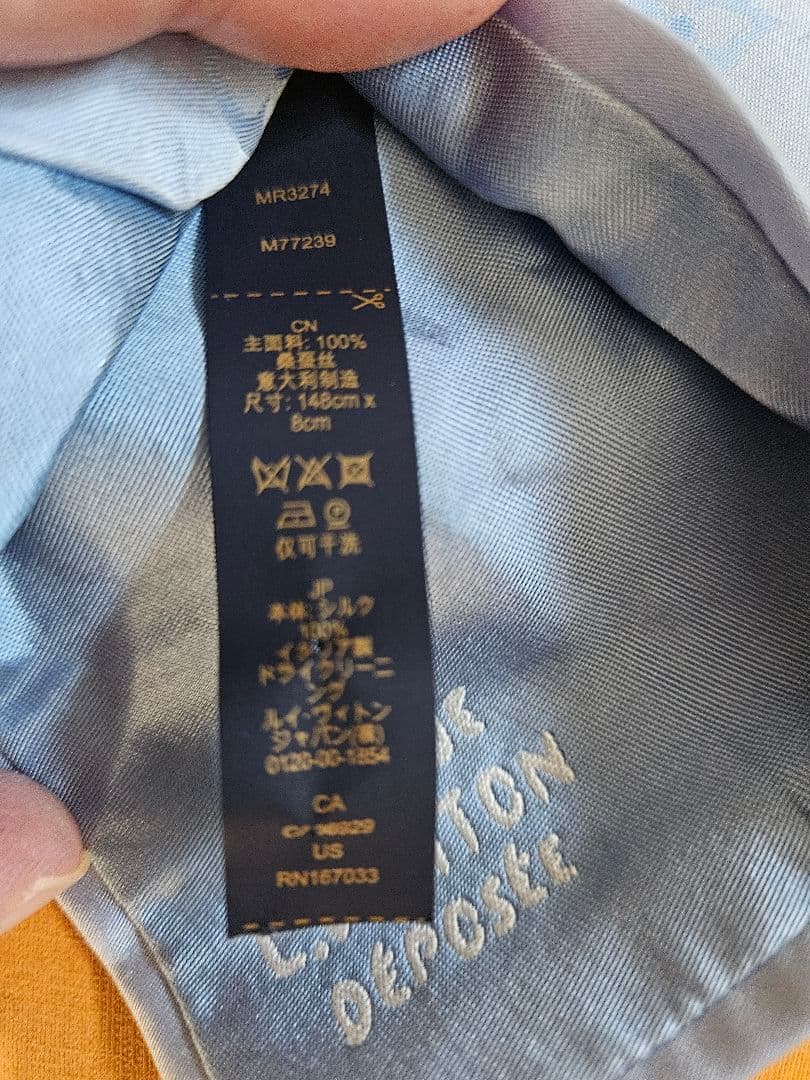 MR3274
M77239
CN
主面料: 100%
桑蚕丝
意大利制造
尺寸: 148cm x
8cm
仅可干洗
JP
本体: シルク
100%
イタリア製
ドライクリーニ
ング
ルイ・ヴィトン
ジャパン(株)
0120-00-1854
CA
US
RN167033
DÉPOSÉE